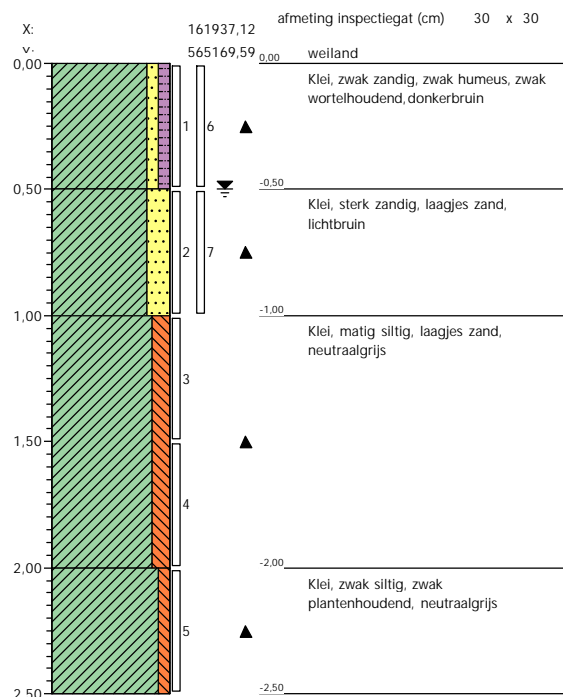 afmeting inspectiegat (cm) 30 x 30
X: 161937,12
565169,59
0,00
0,00
weiland
Klei, zwak zandig, zwak humeus, zwak
wortelhoudend, donkerbruin
1
6
0,50
-0,50
Klei, sterk zandig, laagjes zand,
lichtbruin
2
7
1,00
-1,00
Klei, matig siltig, laagjes zand,
neutraalgrijs
3
1,50
4
2,00
-2,00
Klei, zwak siltig, zwak
plantenhoudend, neutraalgrijs
5
2,50
-2,50